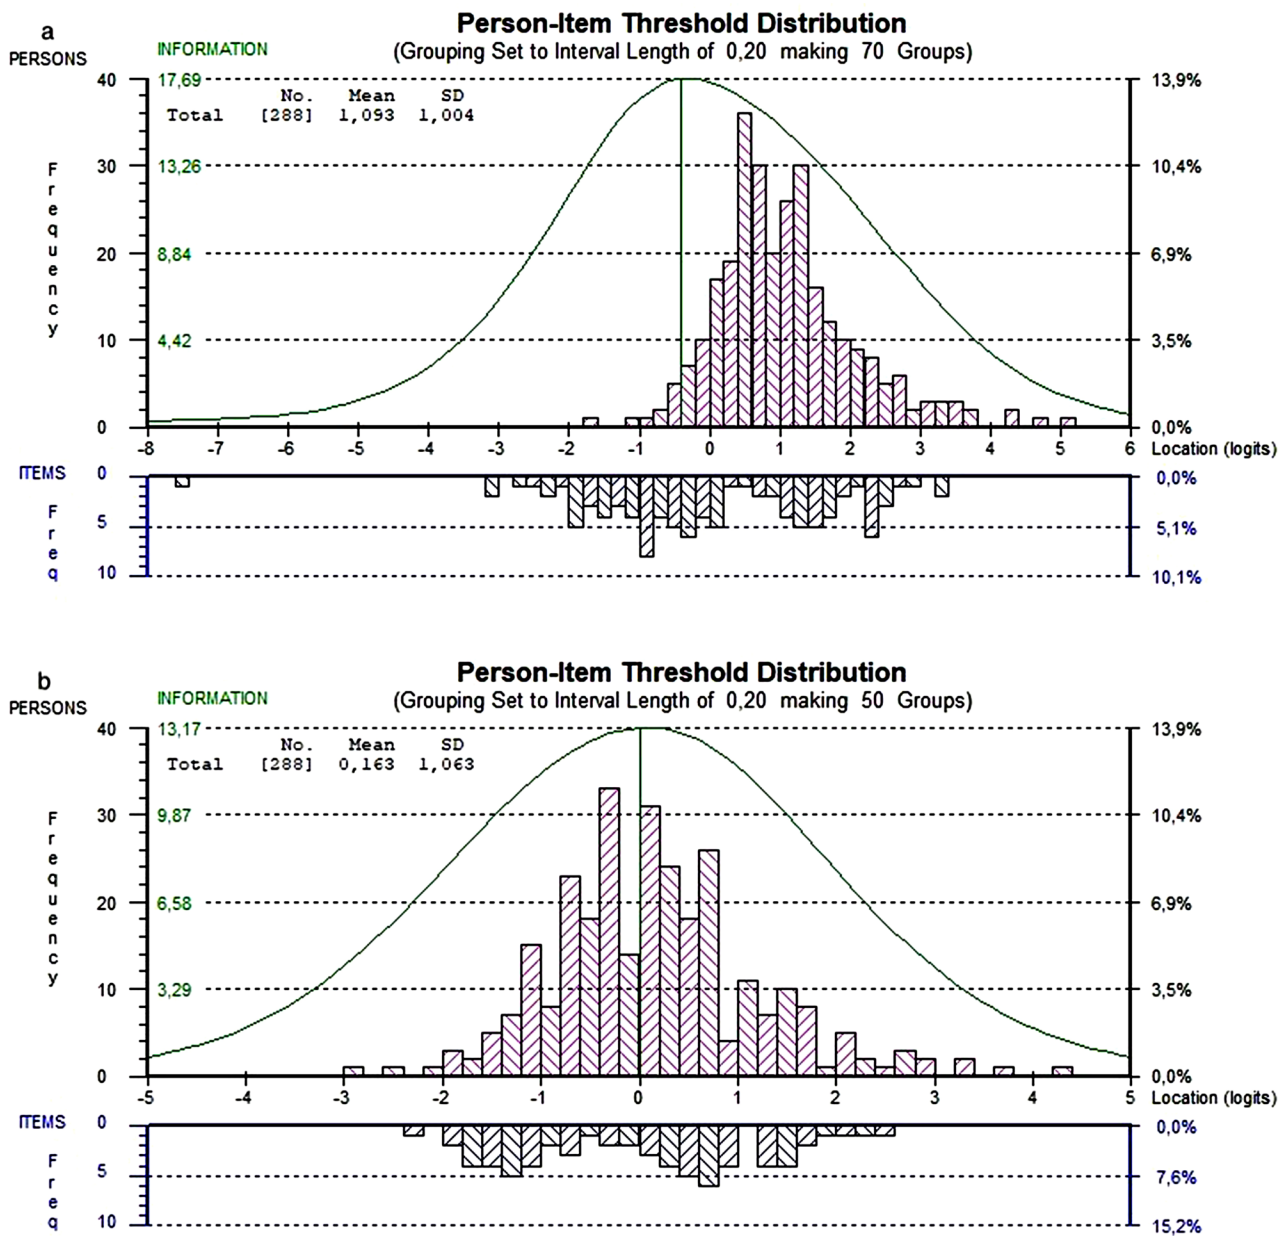 a
Person-Item Threshold Distribution
PERSONS
INFORMATION
(Grouping Set to Interval Length of 0,20 making 70 Groups)
40 17,69 13,9%
No. Mean SD
Total [288] 1,093 1,004
Frequency
30 13,26 10,4%
20 8,84 6,9%
10 4,42 3,5%
0 0,0%
-8 -7 -6 -5 -4 -3 -2 -1 0 1 2 3 4 5 6 Location (logits)
ITEMS 0 0,0%
Freq
5 5,1%
10 10,1%
b
Person-Item Threshold Distribution
PERSONS
INFORMATION
(Grouping Set to Interval Length of 0,20 making 50 Groups)
40 13,17 13,9%
No. Mean SD
Total [288] 0,163 1,063
Frequency
30 9,87 10,4%
20 6,58 6,9%
10 3,29 3,5%
0 0,0%
-5 -4 -3 -2 -1 0 1 2 3 4 5 Location (logits)
ITEMS 0 0,0%
Freq
5 7,6%
10 15,2%